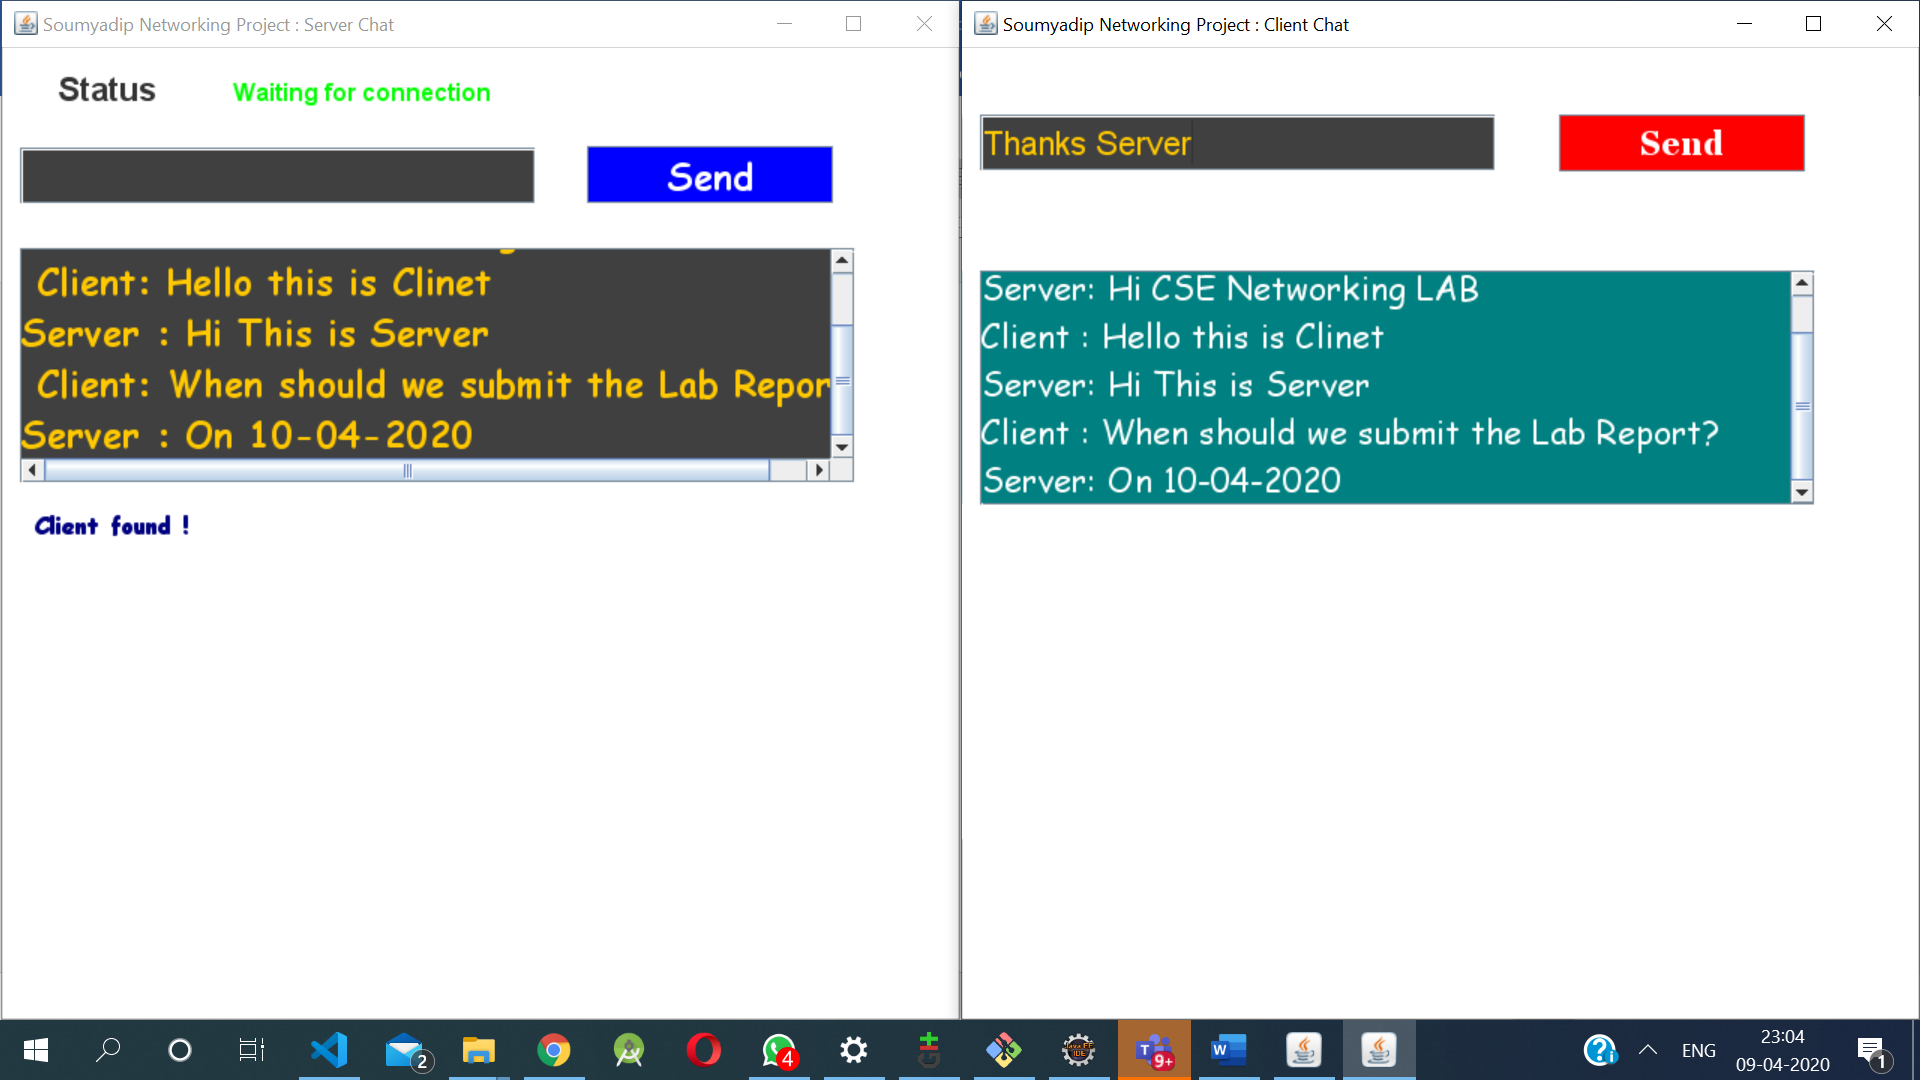 Soumyadip Networking Project : Server Chat
Status
Waiting for connection
Send
Client: Hello this is Clinet
Server : Hi This is Server
Client: When should we submit the Lab Repor
Server : On 10-04-2020
Client found !
Soumyadip Networking Project : Client Chat
Thanks Server
Send
Server: Hi CSE Networking LAB
Client : Hello this is Clinet
Server: Hi This is Server
Client : When should we submit the Lab Report?
Server: On 10-04-2020
2
4
Java EE
IDE
T
9+
W
ENG
23:04
09-04-2020
1